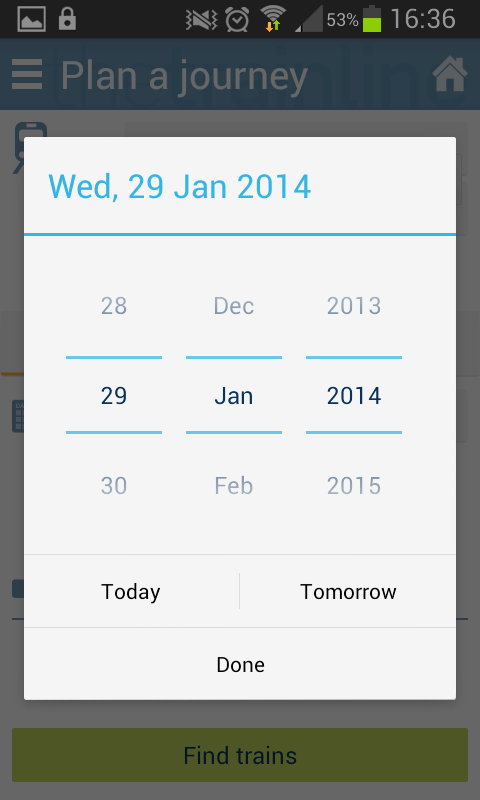 53% 16:36
Plan a journey
Wed, 29 Jan 2014
28 Dec 2013
29 Jan 2014
30 Feb 2015
Today Tomorrow
Done
Find trains